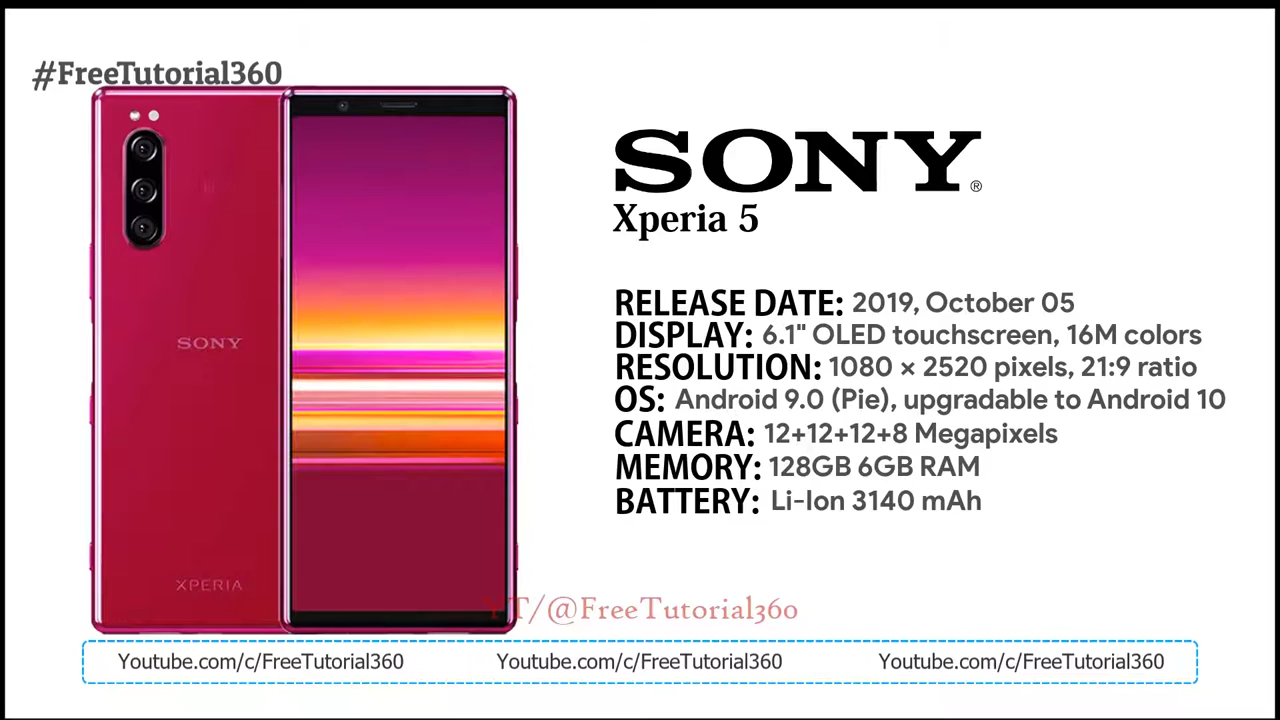 #FreeTutorial360
SONY®
Xperia 5
RELEASE DATE: 2019, October 05
DISPLAY: 6.1" OLED touchscreen, 16M colors
RESOLUTION: 1080 × 2520 pixels, 21:9 ratio
OS: Android 9.0 (Pie), upgradable to Android 10
CAMERA: 12+12+12+8 Megapixels
MEMORY: 128GB 6GB RAM
BATTERY: Li-Ion 3140 mAh
SONY
XPERIA
YT/@FreeTutorial360
Youtube.com/c/FreeTutorial360 Youtube.com/c/FreeTutorial360 Youtube.com/c/FreeTutorial360